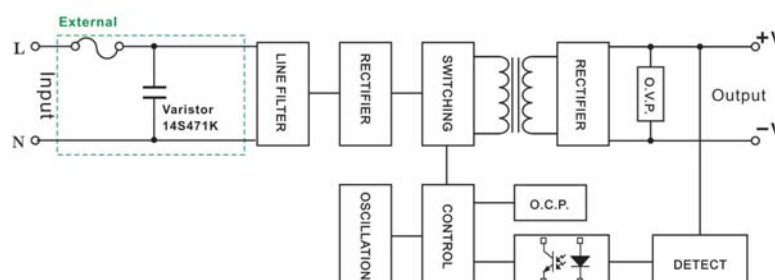 External
L
N
Input
Varistor
14S471K
LINE FILTER
RECTIFIER
SWITCHING
RECTIFIER
O.V.P.
+V
Output
−V
OSCILLATION
CONTROL
O.C.P.
DETECT